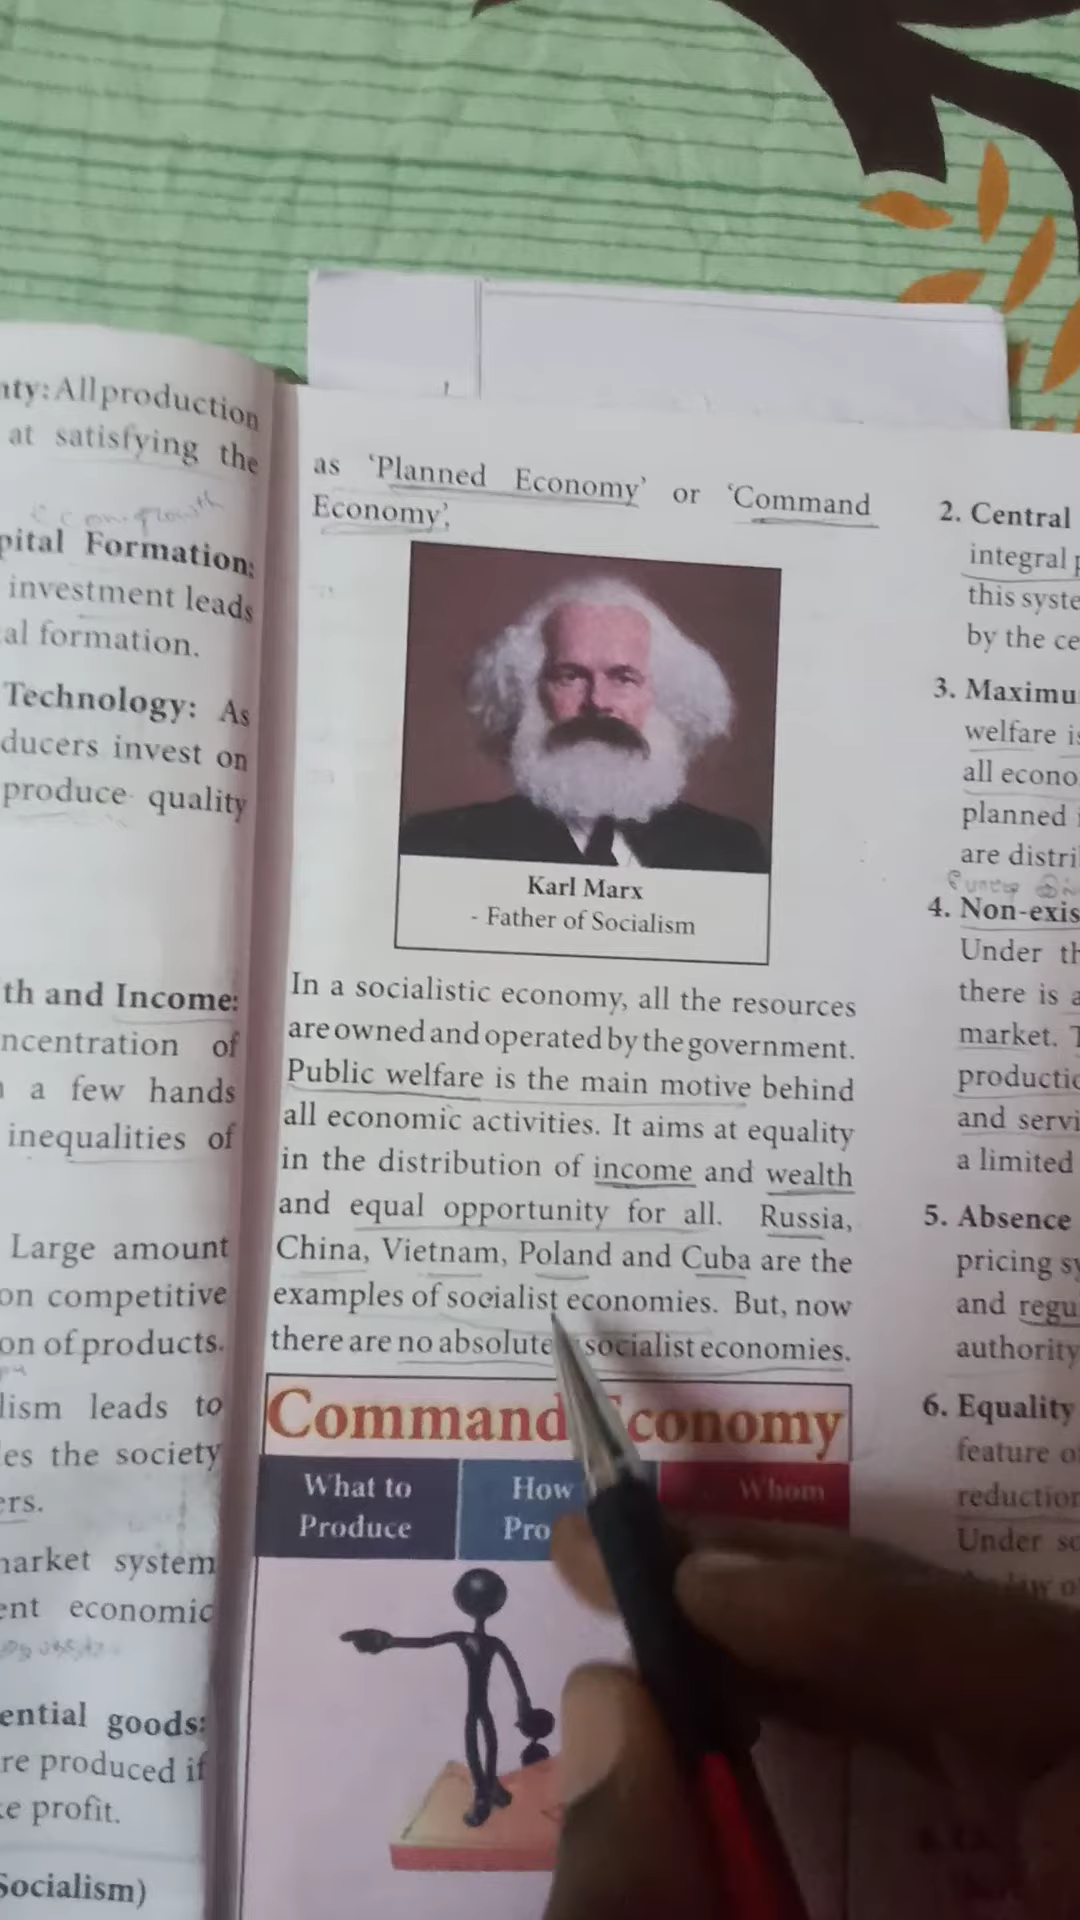 aty: All production
at satisfying the
pital Formation:
investment leads
al formation.
Technology: As
ducers invest on
produce quality
th and Income:
ncentration of
a few hands
inequalities of
Large amount
on competitive
on of products.
lism leads to
es the society
ers.
market system
ent economic
ential goods:
re produced if
ke profit.
Socialism)
as ‘Planned Economy’ or ‘Command
Economy’.
Karl Marx
- Father of Socialism
In a socialistic economy, all the resources
are owned and operated by the government.
Public welfare is the main motive behind
all economic activities. It aims at equality
in the distribution of income and wealth
and equal opportunity for all. Russia,
China, Vietnam, Poland and Cuba are the
examples of socialist economies. But, now
there are no absolute socialist economies.
Command conomy
What to
Produce
How
Pro
Whom
2. Central
integral p
this syste
by the ce
3. Maximu
welfare is
all econo
planned i
are distri
4. Non-exis
Under th
there is a
market. T
productio
and servi
a limited
5. Absence
pricing sy
and regu
authority
6. Equality
feature o
reduction
Under so
law o